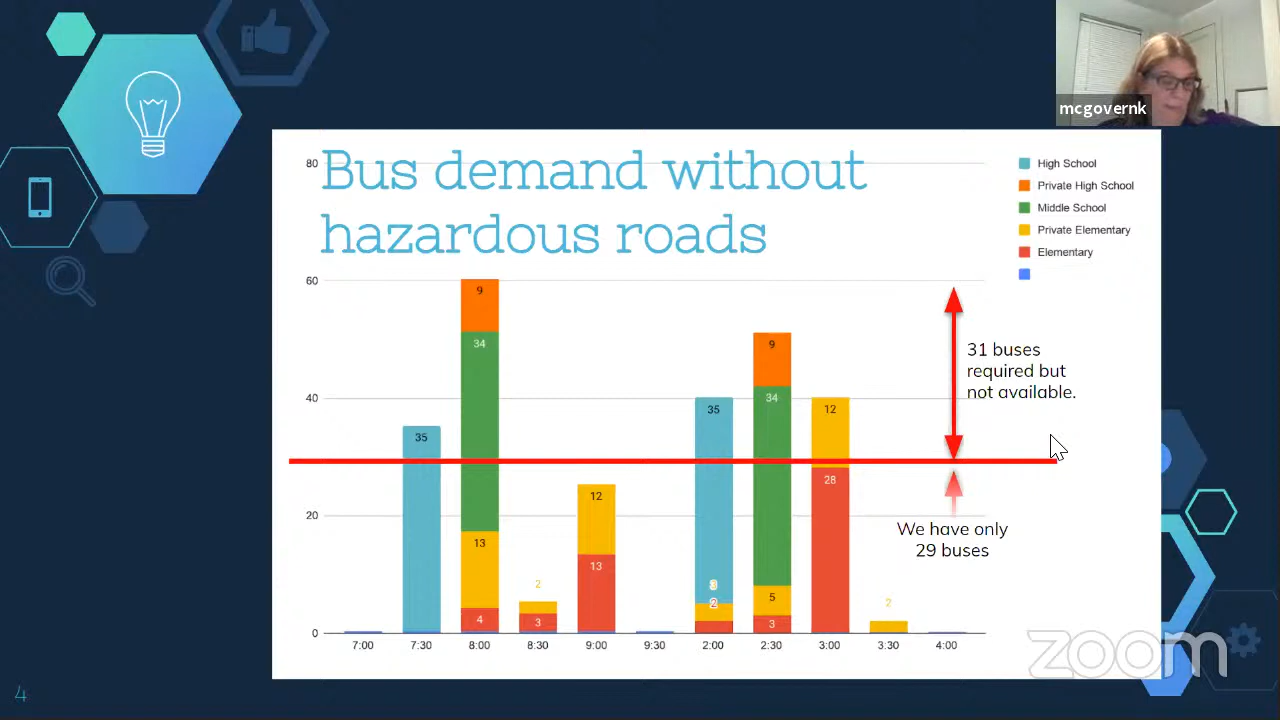 mcgovernk
Bus demand without
hazardous roads
80
60
40
20
0
High School
Private High School
Middle School
Private Elementary
Elementary
31 buses
required but
not available.
We have only
29 buses
35
9
34
13
4
2
3
12
13
35
3
2
9
34
5
3
12
28
2
7:00 7:30 8:00 8:30 9:00 9:30 2:00 2:30 3:00 3:30 4:00
zoom
4